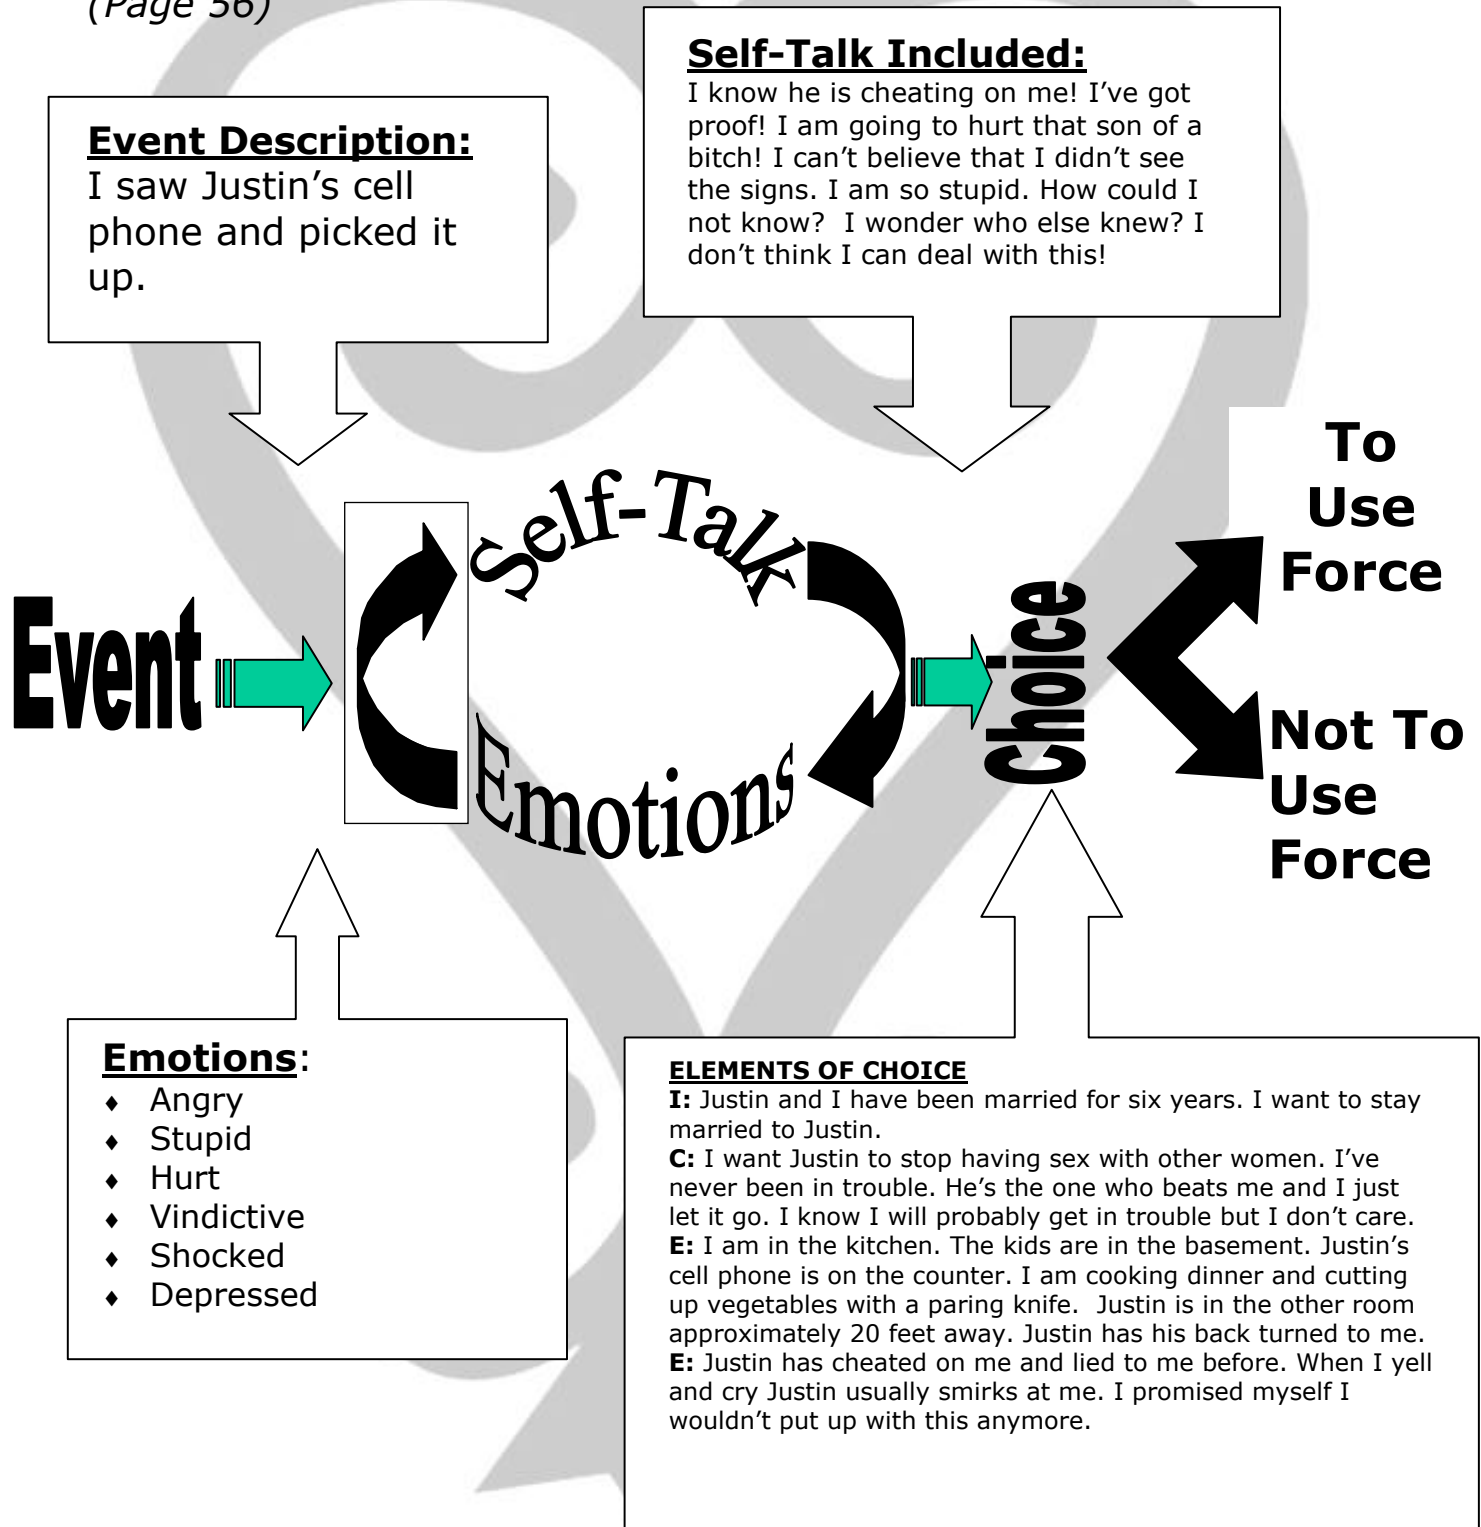 (Page 56)
Event Description:
I saw Justin’s cell
phone and picked it
up.
Self-Talk Included:
I know he is cheating on me! I’ve got
proof! I am going to hurt that son of a
bitch! I can’t believe that I didn’t see
the signs. I am so stupid. How could I
not know?  I wonder who else knew? I
don’t think I can deal with this!
Event
Self-Talk
Emotions
Choice
To
Use
Force
Not To
Use
Force
Emotions:
♦ Angry
♦ Stupid
♦ Hurt
♦ Vindictive
♦ Shocked
♦ Depressed
ELEMENTS OF CHOICE
I: Justin and I have been married for six years. I want to stay
married to Justin.
C: I want Justin to stop having sex with other women. I’ve
never been in trouble. He’s the one who beats me and I just
let it go. I know I will probably get in trouble but I don’t care.
E: I am in the kitchen. The kids are in the basement. Justin’s
cell phone is on the counter. I am cooking dinner and cutting
up vegetables with a paring knife.  Justin is in the other room
approximately 20 feet away. Justin has his back turned to me.
E: Justin has cheated on me and lied to me before. When I yell
and cry Justin usually smirks at me. I promised myself I
wouldn’t put up with this anymore.